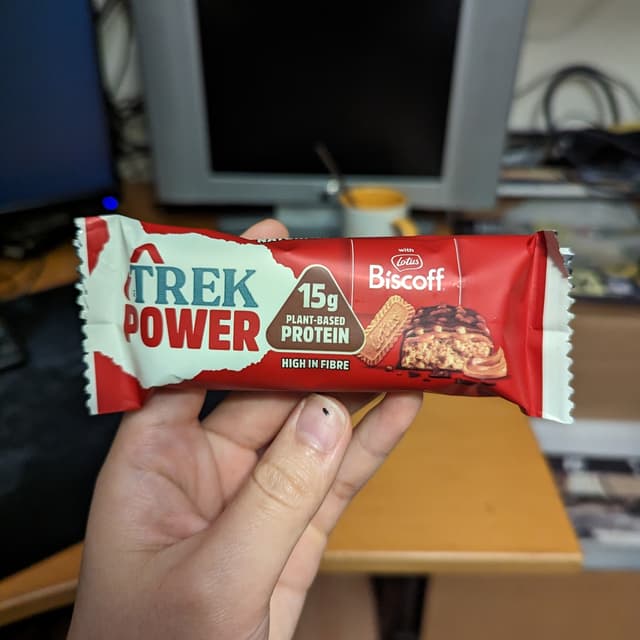 TREK
POWER
15g
PLANT-BASED
PROTEIN
HIGH IN FIBRE
with
Lotus
Biscoff